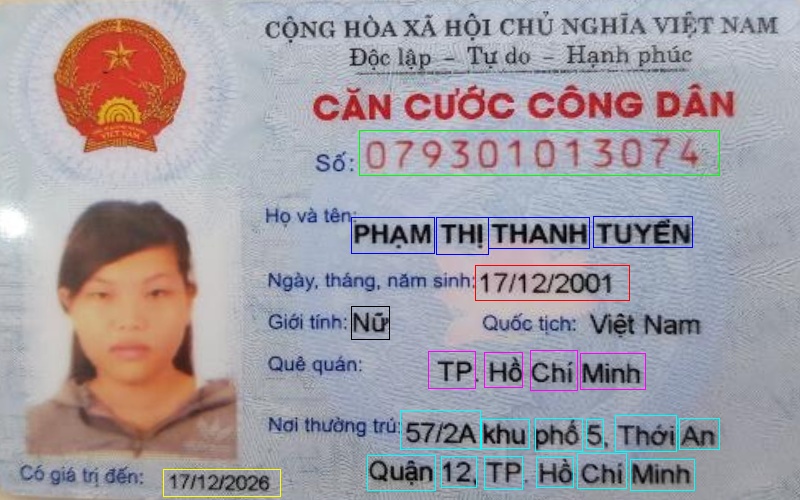 CỘNG HÒA XÃ HỘI CHỦ NGHĨA VIỆT NAM
Độc lập - Tự do - Hạnh phúc
CĂN CƯỚC CÔNG DÂN
Số: 079301013074
Họ và tên: PHẠM THỊ THANH TUYỀN
Ngày, tháng, năm sinh: 17/12/2001
Giới tính: Nữ Quốc tịch: Việt Nam
Quê quán: TP. Hồ Chí Minh
Nơi thường trú: 57/2A khu phố 5, Thới An
Quận 12, TP. Hồ Chí Minh
Có giá trị đến: 17/12/2026